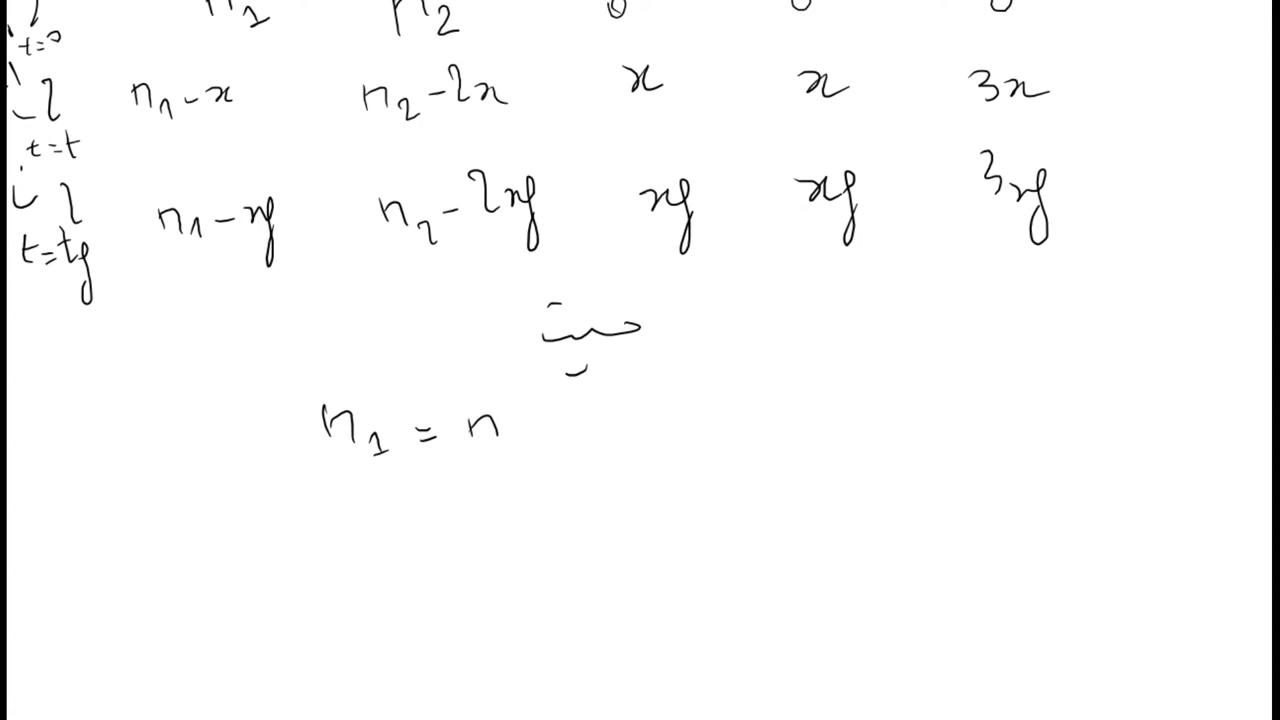 n₁ n₂ 0 0 0
t=0
n₁-x n₂-2x x x 3x
t=t
n₁-xf n₂-2xf xf xf 3xf
t=tf
حيث
n₁ = n